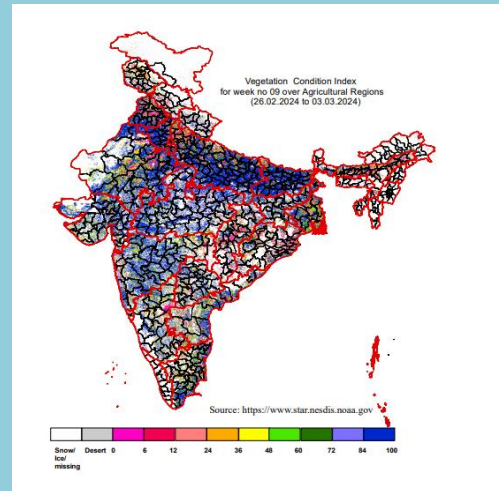 Vegetation Condition Index
for week no 09 over Agricultural Regions
(26.02.2024 to 03.03.2024)
Source: https://www.star.nesdis.noaa.gov
Snow/ Desert 0 6 12 24 36 48 60 72 84 100
Ice/
missing